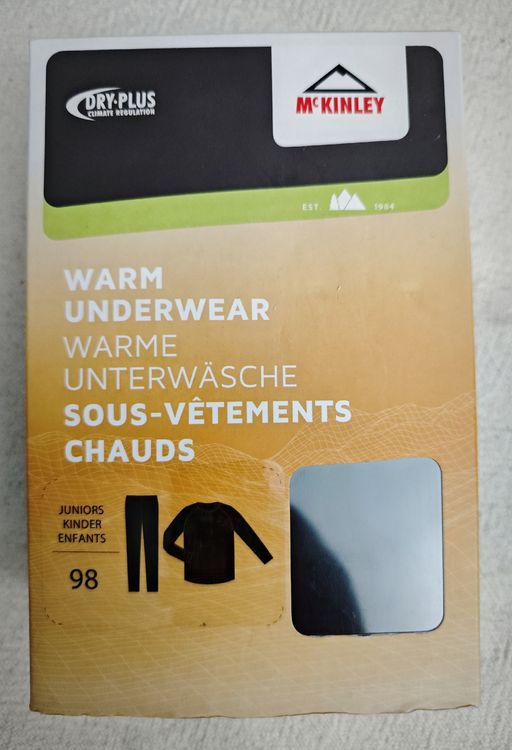 DRY-PLUS
CLIMATE REGULATION
McKINLEY
EST. 1984
WARM
UNDERWEAR
WARME
UNTERWÄSCHE
SOUS-VÊTEMENTS
CHAUDS
JUNIORS
KINDER
ENFANTS
98